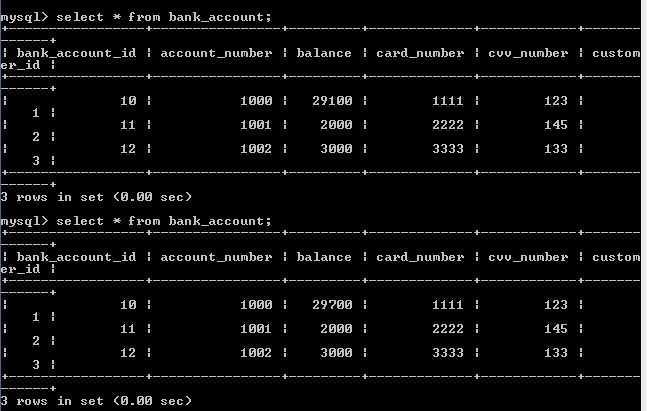 mysql> select * from bank_account;
+-----------------+----------------+---------+-------------+------------+------
------+
| bank_account_id | account_number | balance | card_number | cvv_number | custom
er_id |
+-----------------+----------------+---------+-------------+------------+------
------+
|              10 |           1000 |   29100 |        1111 |        123 |
    1 |
|              11 |           1001 |    2000 |        2222 |        145 |
    2 |
|              12 |           1002 |    3000 |        3333 |        133 |
    3 |
+-----------------+----------------+---------+-------------+------------+------
------+
3 rows in set (0.00 sec)
mysql> select * from bank_account;
+-----------------+----------------+---------+-------------+------------+------
------+
| bank_account_id | account_number | balance | card_number | cvv_number | custom
er_id |
+-----------------+----------------+---------+-------------+------------+------
------+
|              10 |           1000 |   29700 |        1111 |        123 |
    1 |
|              11 |           1001 |    2000 |        2222 |        145 |
    2 |
|              12 |           1002 |    3000 |        3333 |        133 |
    3 |
+-----------------+----------------+---------+-------------+------------+------
------+
3 rows in set (0.00 sec)